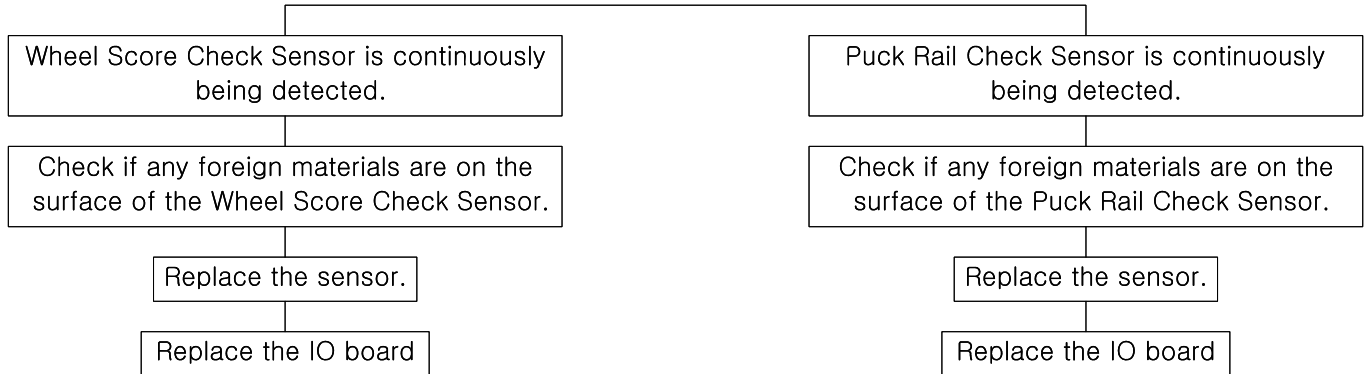 Wheel Score Check Sensor is continuously
being detected.
Check if any foreign materials are on the
surface of the Wheel Score Check Sensor.
Replace the sensor.
Replace the IO board
Puck Rail Check Sensor is continuously
being detected.
Check if any foreign materials are on the
surface of the Puck Rail Check Sensor.
Replace the sensor.
Replace the IO board